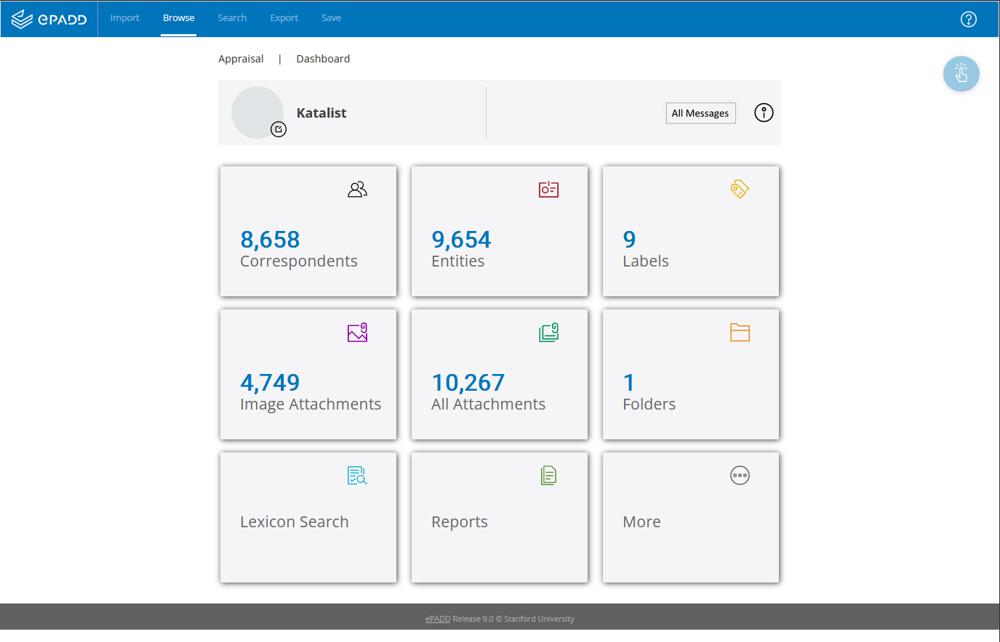 ePADD Import Browse Search Export Save
Appraisal | Dashboard
Katalist All Messages
8,658
Correspondents
9,654
Entities
9
Labels
4,749
Image Attachments
10,267
All Attachments
1
Folders
Lexicon Search
Reports
More
ePADD Release 9.0 © Stanford University